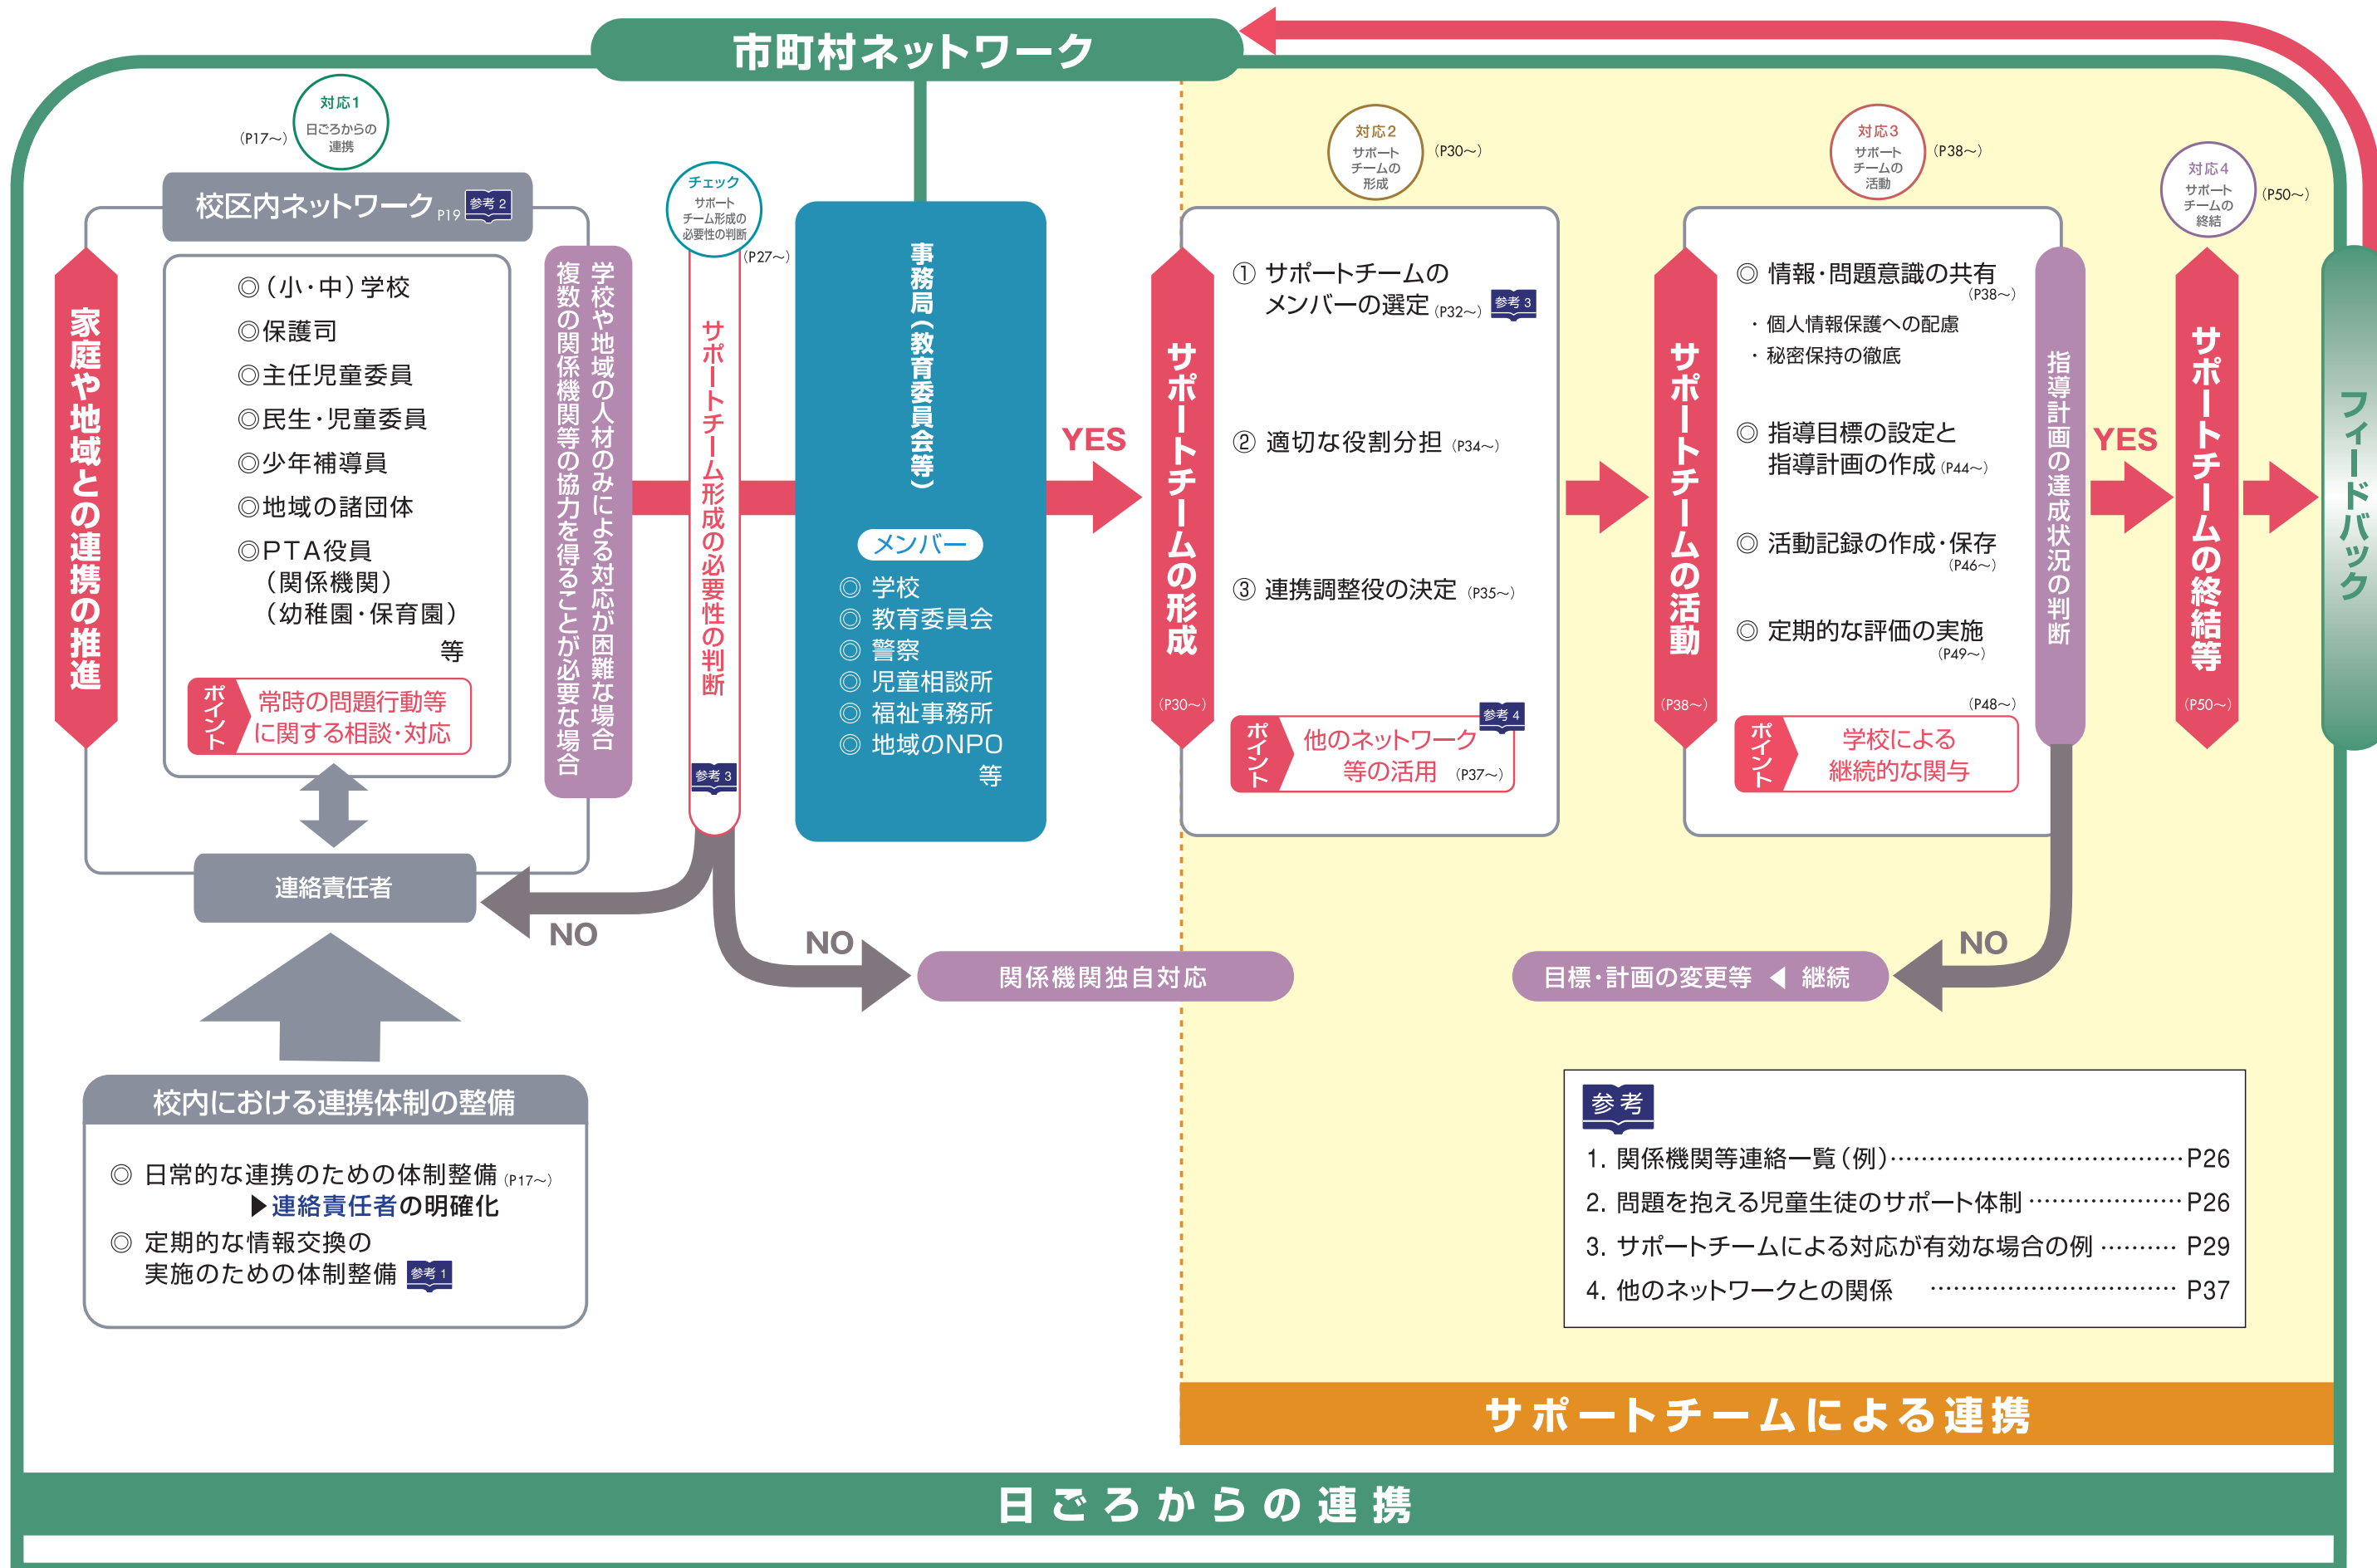 市町村ネットワーク
対応1
日ごろからの
連携
(P17〜)
校区内ネットワーク P19 参考 2
家庭や地域との連携の推進
◎(小・中)学校
◎保護司
◎主任児童委員
◎民生・児童委員
◎少年補導員
◎地域の諸団体
◎PTA役員
(関係機関)
(幼稚園・保育園)
等
ポイント
常時の問題行動等
に関する相談・対応
連絡責任者
学校や地域の人材のみによる対応が困難な場合
複数の関係機関等の協力を得ることが必要な場合
チェック
サポート
チーム形成の
必要性の判断
(P27〜)
サポートチーム形成の必要性の判断
参考 3
NO
NO
関係機関独自対応
事務局(教育委員会等)
メンバー
◎ 学校
◎ 教育委員会
◎ 警察
◎ 児童相談所
◎ 福祉事務所
◎ 地域のNPO
等
YES
対応2
サポート
チームの
形成
(P30〜)
サポートチームの形成
(P30〜)
① サポートチームの
メンバーの選定 (P32〜) 参考 3
② 適切な役割分担 (P34〜)
③ 連携調整役の決定 (P35〜)
参考 4
ポイント
他のネットワーク
等の活用 (P37〜)
対応3
サポート
チームの
活動
(P38〜)
サポートチームの活動
(P38〜)
◎ 情報・問題意識の共有
(P38〜)
・ 個人情報保護への配慮
・ 秘密保持の徹底
◎ 指導目標の設定と
指導計画の作成 (P44〜)
◎ 活動記録の作成・保存
(P46〜)
◎ 定期的な評価の実施
(P49〜)
(P48〜)
ポイント
学校による
継続的な関与
指導計画の達成状況の判断
YES
NO
目標・計画の変更等 ◀ 継続
対応4
サポート
チームの
終結
(P50〜)
サポートチームの終結等
(P50〜)
フィードバック
校内における連携体制の整備
◎ 日常的な連携のための体制整備 (P17〜)
▶連絡責任者の明確化
◎ 定期的な情報交換の
実施のための体制整備 参考 1
参考
1. 関係機関等連絡一覧(例)……………………………P26
2. 問題を抱える児童生徒のサポート体制………………P26
3. サポートチームによる対応が有効な場合の例………P29
4. 他のネットワークとの関係 …………………………P37
サポートチームによる連携
日ごろからの連携